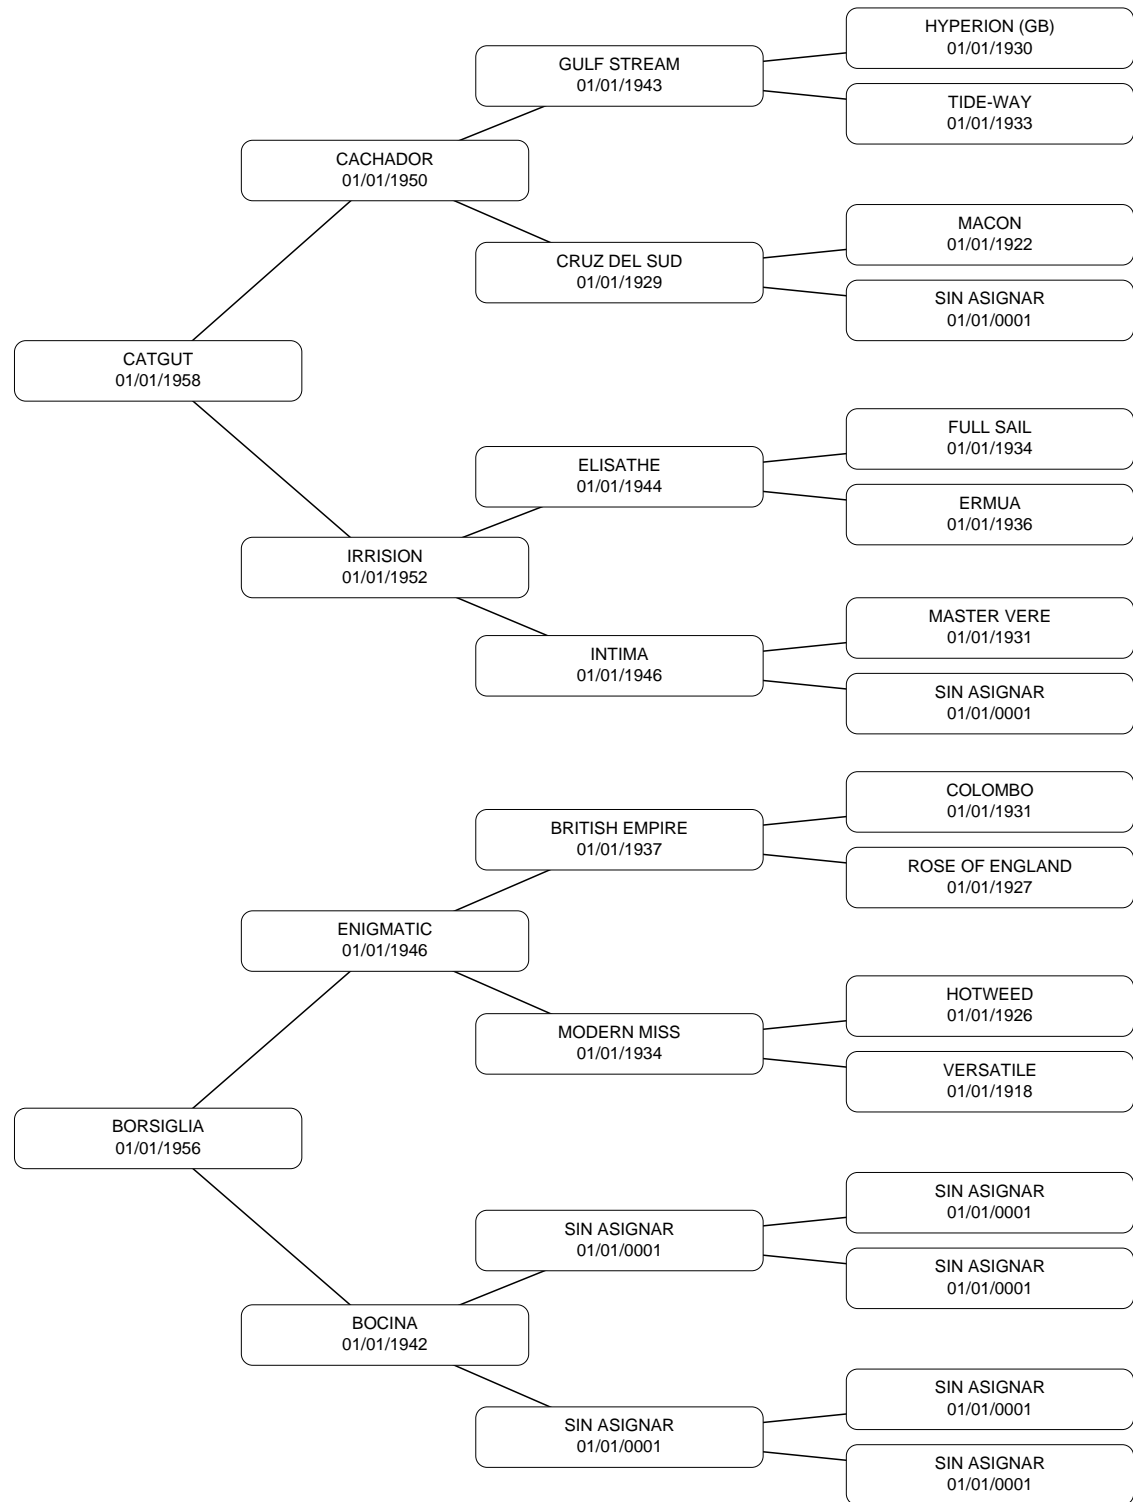 HYPERION (GB)
01/01/1930
GULF STREAM
01/01/1943
TIDE-WAY
01/01/1933
CACHADOR
01/01/1950
MACON
01/01/1922
CRUZ DEL SUD
01/01/1929
SIN ASIGNAR
01/01/0001
CATGUT
01/01/1958
FULL SAIL
01/01/1934
ELISATHE
01/01/1944
ERMUA
01/01/1936
IRRISION
01/01/1952
MASTER VERE
01/01/1931
INTIMA
01/01/1946
SIN ASIGNAR
01/01/0001
COLOMBO
01/01/1931
BRITISH EMPIRE
01/01/1937
ROSE OF ENGLAND
01/01/1927
ENIGMATIC
01/01/1946
HOTWEED
01/01/1926
MODERN MISS
01/01/1934
VERSATILE
01/01/1918
BORSIGLIA
01/01/1956
SIN ASIGNAR
01/01/0001
SIN ASIGNAR
01/01/0001
SIN ASIGNAR
01/01/0001
BOCINA
01/01/1942
SIN ASIGNAR
01/01/0001
SIN ASIGNAR
01/01/0001
SIN ASIGNAR
01/01/0001